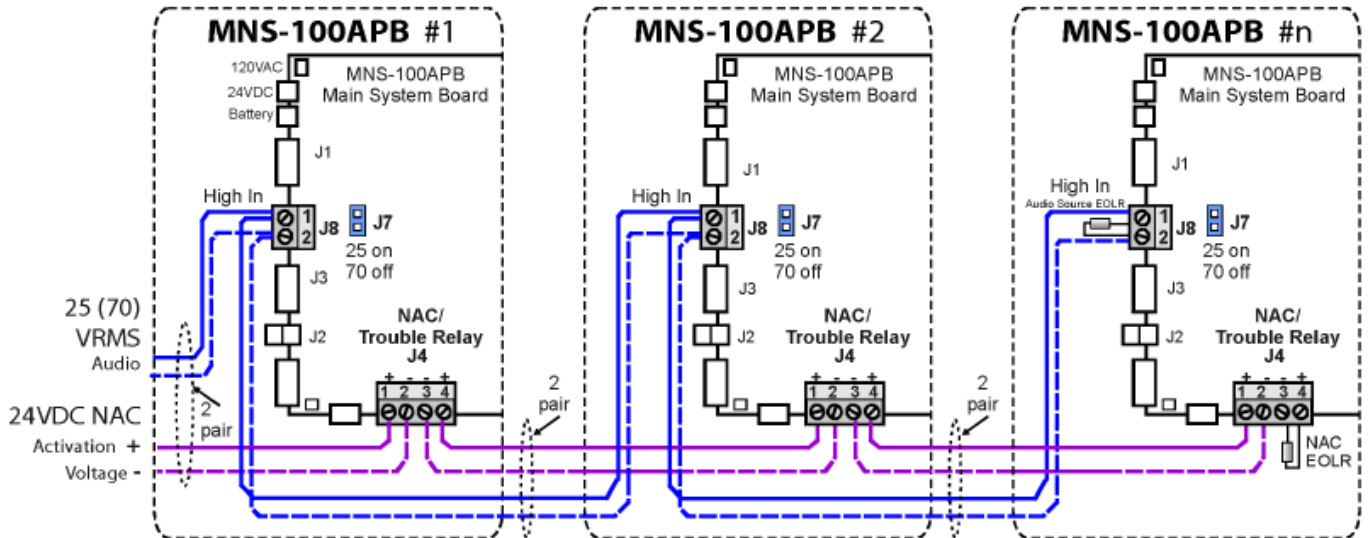 MNS-100APB #1
120VAC
24VDC
Battery
MNS-100APB
Main System Board
J1
High In
1
2
J8
J7
25 on
70 off
J3
J2
NAC/
Trouble Relay
J4
+ - - +
1 2 3 4
25 (70)
VRMS
Audio
2
pair
24VDC NAC
Activation +
Voltage -
MNS-100APB #2
MNS-100APB
Main System Board
J1
High In
1
2
J8
J7
25 on
70 off
J3
J2
NAC/
Trouble Relay
J4
+ - - +
1 2 3 4
2
pair
MNS-100APB #n
MNS-100APB
Main System Board
J1
High In
Audio Source EOLR
1
2
J8
J7
25 on
70 off
J3
J2
NAC/
Trouble Relay
J4
+ - - +
1 2 3 4
2
pair
NAC
EOLR